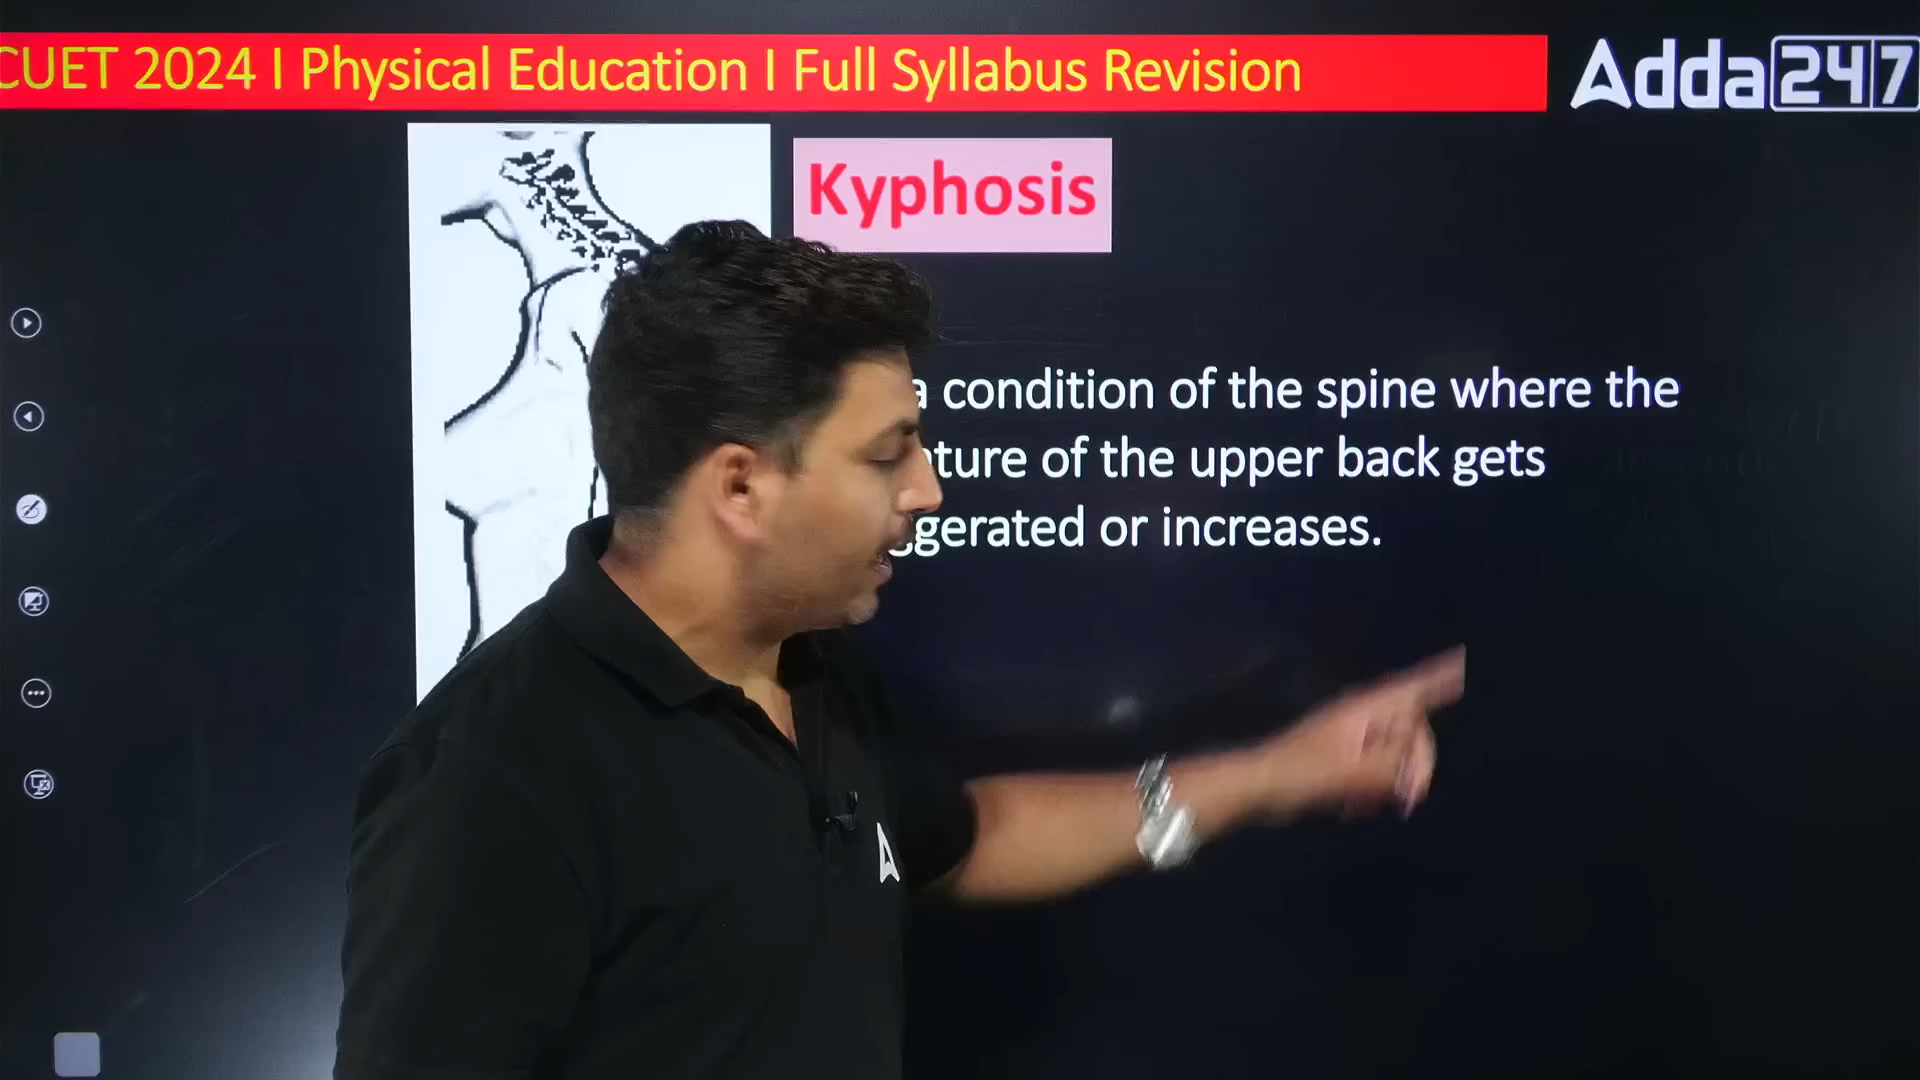 CUET 2024 I Physical Education I Full Syllabus Revision
Adda247
Kyphosis
a condition of the spine where the
of the upper back gets
or increases.